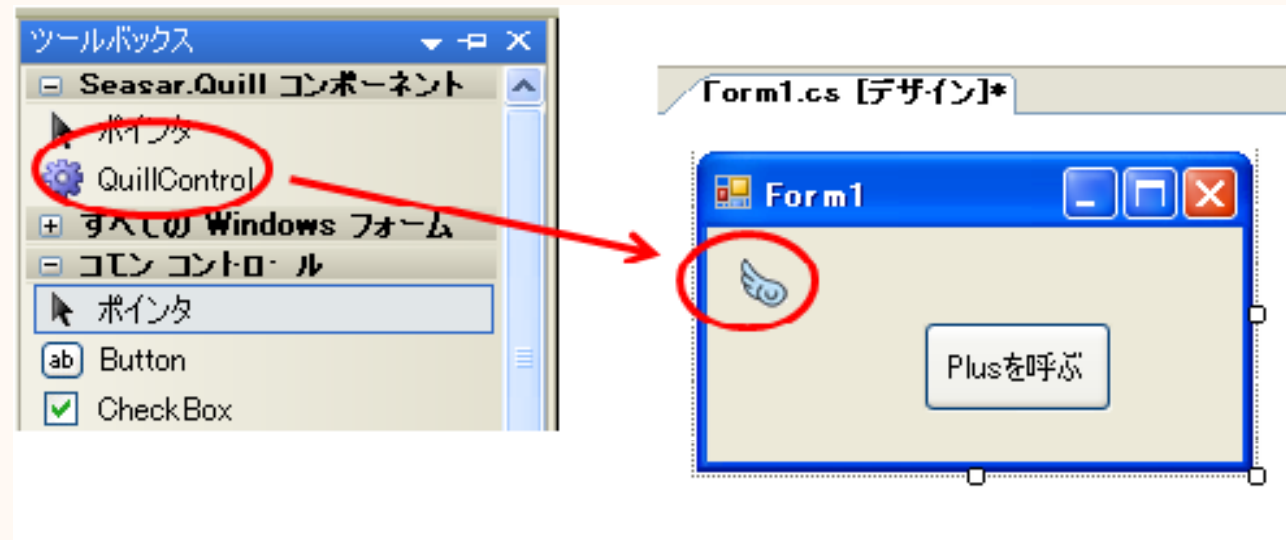 ツールボックス
Seasar.Quill コンポーネント
ポインタ
QuillControl
すべての Windows フォーム
コモン コントロール
ポインタ
ab Button
CheckBox
Form1.cs [デザイン]*
Form1
Plusを呼ぶ